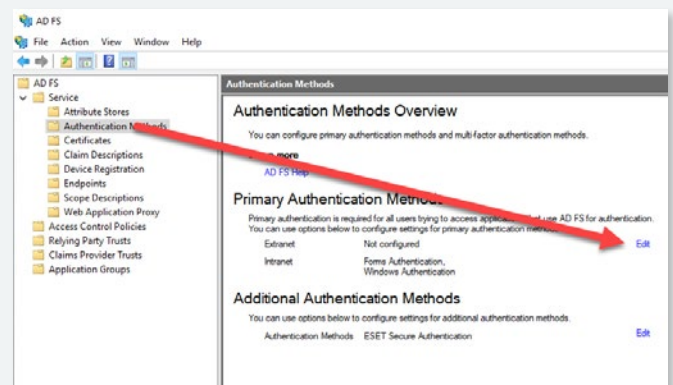 AD FS
File Action View Window Help
AD FS
Service
Attribute Stores
Authentication Methods
Certificates
Claim Descriptions
Device Registration
Endpoints
Scope Descriptions
Web Application Proxy
Access Control Policies
Relying Party Trusts
Claims Provider Trusts
Application Groups
Authentication Methods
Authentication Methods Overview
You can configure primary authentication methods and multi-factor authentication methods.
more
AD FS Help
Primary Authentication Methods
Primary authentication is required for all users trying to access applications that use AD FS for authentication.
You can use options below to configure settings for primary authentication methods.
Extranet Not configured Edit
Intranet Forms Authentication,
Windows Authentication
Additional Authentication Methods
You can use options below to configure settings for additional authentication methods.
Authentication Methods ESET Secure Authentication Edit